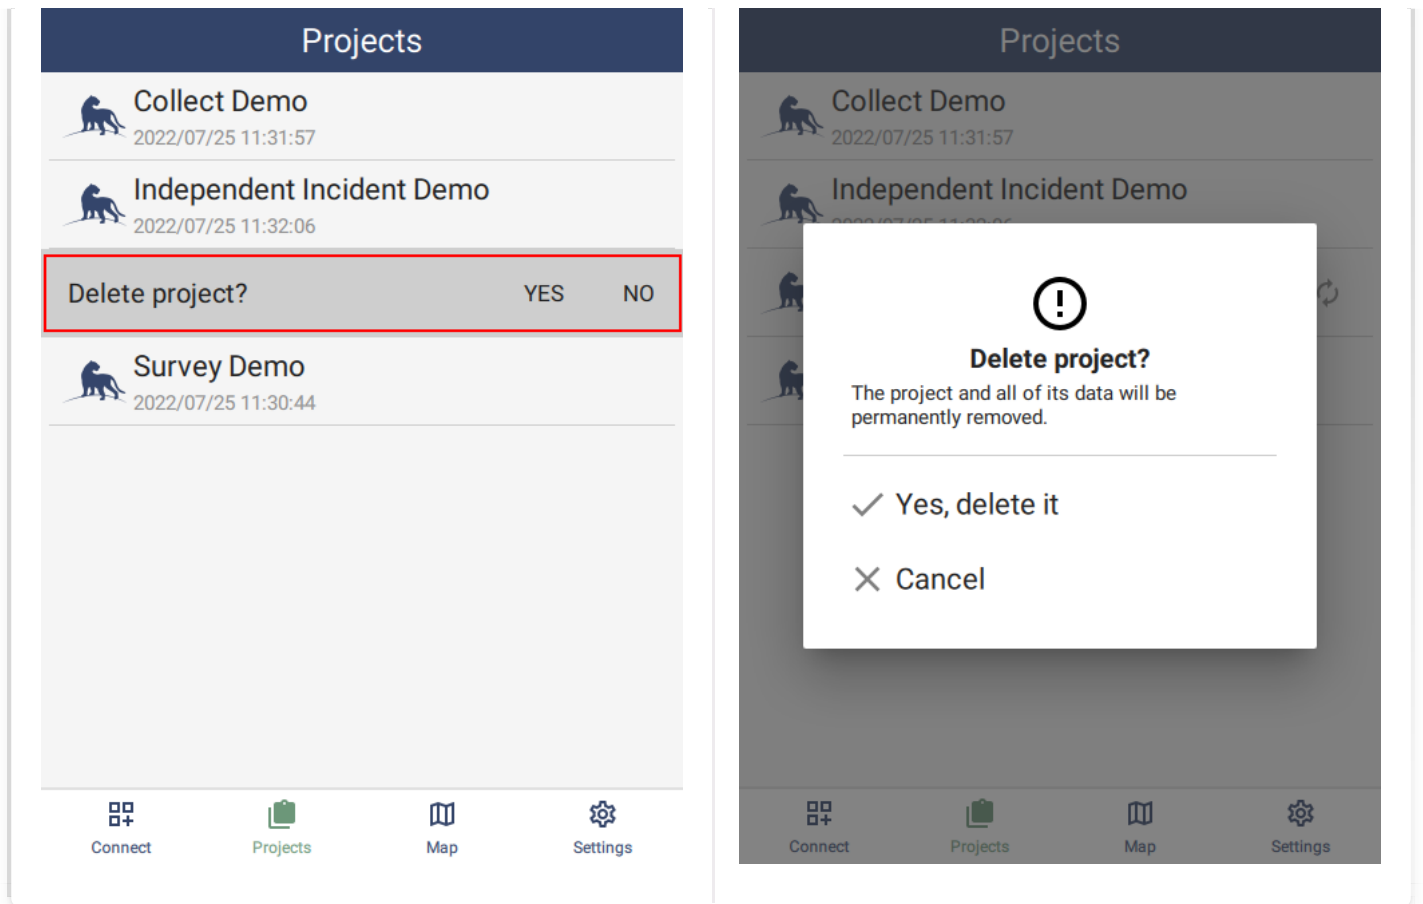 Projects
Collect Demo
2022/07/25 11:31:57
Independent Incident Demo
2022/07/25 11:32:06
Delete project? YES NO
Survey Demo
2022/07/25 11:30:44
Connect Projects Map Settings
Projects
Collect Demo
2022/07/25 11:31:57
Independent Incident Demo
Delete project?
The project and all of its data will be
permanently removed.
Yes, delete it
Cancel
Connect Projects Map Settings